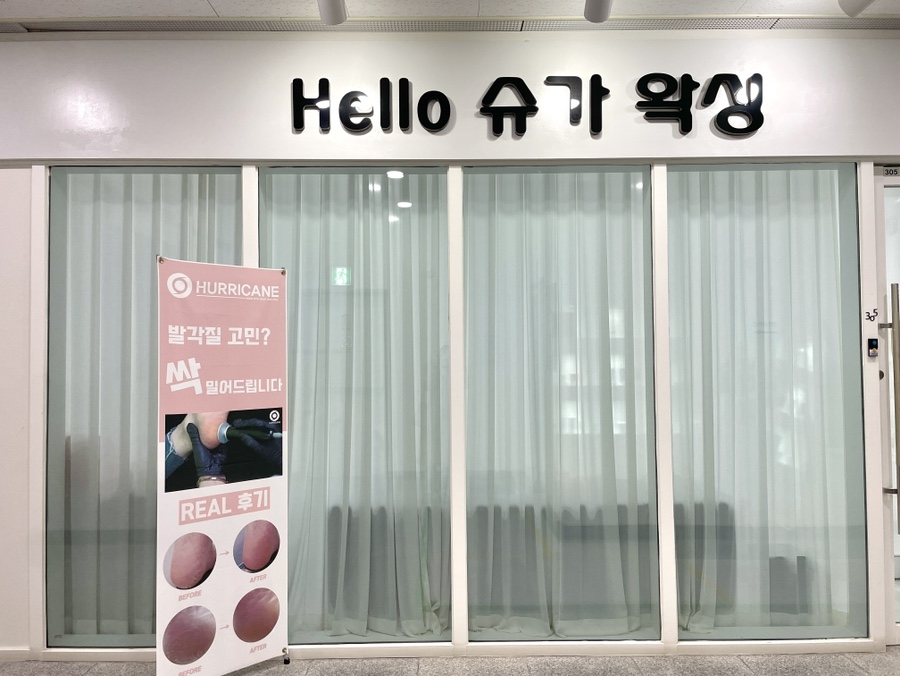 Hello 슈가 왁싱
305
305
HURRICANE
발각질 고민?
싹 밀어드립니다
REAL 후기
BEFORE
AFTER
BEFORE
AFTER